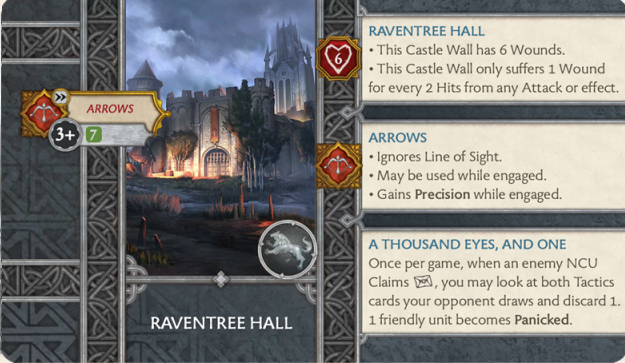 ARROWS
3+
7
RAVENTREE HALL
6
RAVENTREE HALL
• This Castle Wall has 6 Wounds.
• This Castle Wall only suffers 1 Wound
for every 2 Hits from any Attack or effect.
ARROWS
• Ignores Line of Sight.
• May be used while engaged.
• Gains Precision while engaged.
A THOUSAND EYES, AND ONE
Once per game, when an enemy NCU
Claims , you may look at both Tactics
cards your opponent draws and discard 1.
1 friendly unit becomes Panicked.